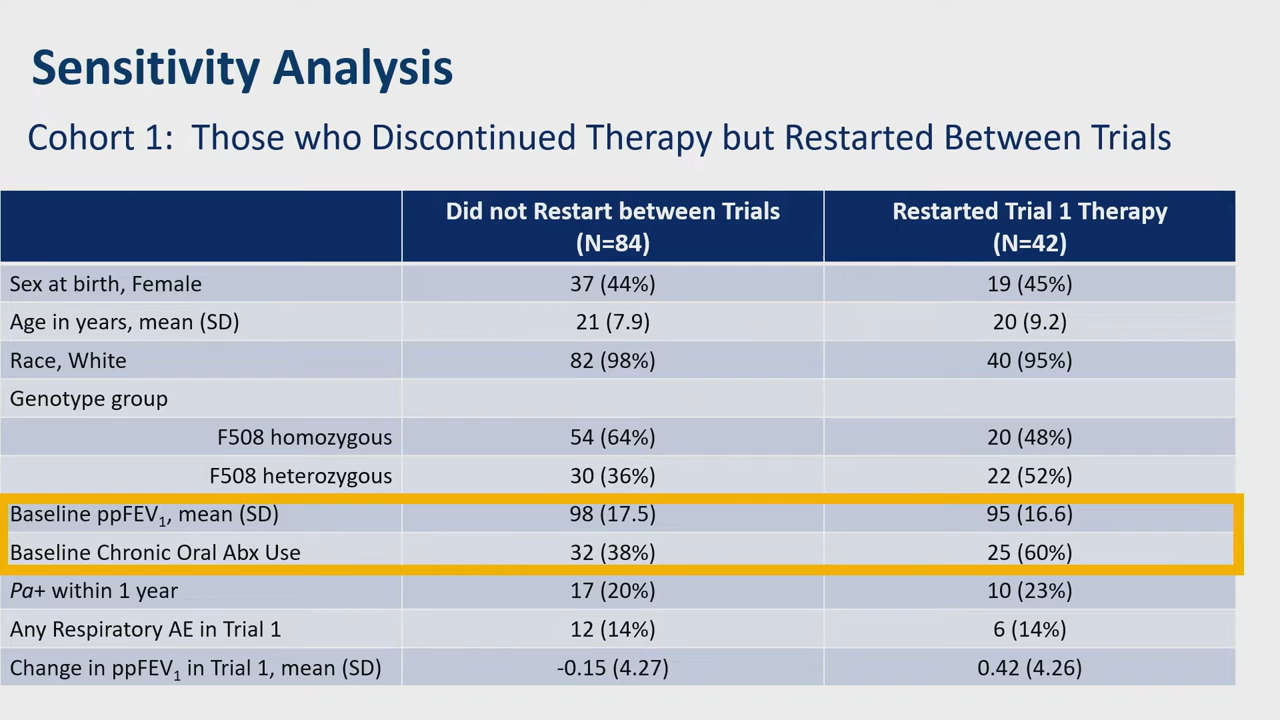 Sensitivity Analysis
Cohort 1:  Those who Discontinued Therapy but Restarted Between Trials
Did not Restart between Trials (N=84)
Restarted Trial 1 Therapy (N=42)
Sex at birth, Female 37 (44%) 19 (45%)
Age in years, mean (SD) 21 (7.9) 20 (9.2)
Race, White 82 (98%) 40 (95%)
Genotype group
F508 homozygous 54 (64%) 20 (48%)
F508 heterozygous 30 (36%) 22 (52%)
Baseline ppFEV₁, mean (SD) 98 (17.5) 95 (16.6)
Baseline Chronic Oral Abx Use 32 (38%) 25 (60%)
Pa+ within 1 year 17 (20%) 10 (23%)
Any Respiratory AE in Trial 1 12 (14%) 6 (14%)
Change in ppFEV₁ in Trial 1, mean (SD) -0.15 (4.27) 0.42 (4.26)